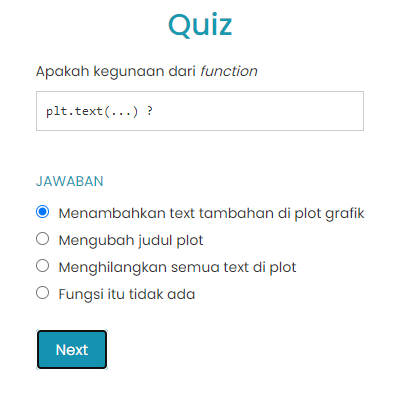 Quiz
Apakah kegunaan dari function
plt.text(...) ?
JAWABAN
Menambahkan text tambahan di plot grafik
Mengubah judul plot
Menghilangkan semua text di plot
Fungsi itu tidak ada
Next